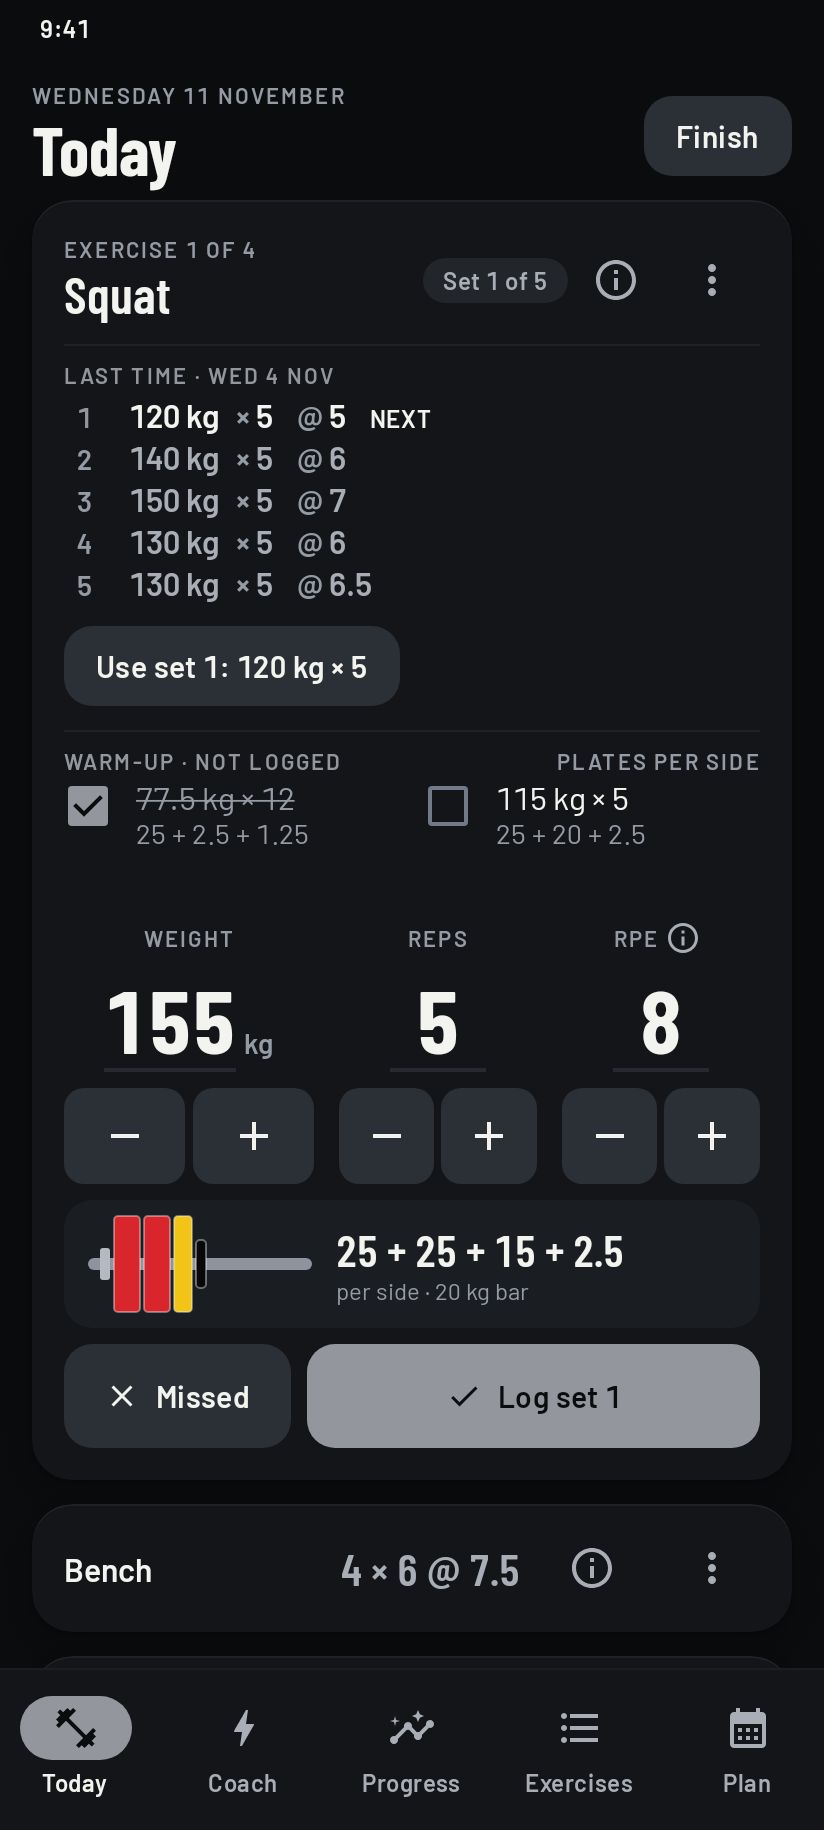 9:41
WEDNESDAY 11 NOVEMBER
Today
Finish
EXERCISE 1 OF 4
Squat
Set 1 of 5
LAST TIME · WED 4 NOV
1 120 kg × 5 @ 5 NEXT
2 140 kg × 5 @ 6
3 150 kg × 5 @ 7
4 130 kg × 5 @ 6
5 130 kg × 5 @ 6.5
Use set 1: 120 kg × 5
WARM-UP · NOT LOGGED PLATES PER SIDE
77.5 kg × 12 115 kg × 5
25 + 2.5 + 1.25 25 + 20 + 2.5
WEIGHT REPS RPE
155 kg 5 8
25 + 25 + 15 + 2.5
per side · 20 kg bar
Missed Log set 1
Bench 4 × 6 @ 7.5
Today Coach Progress Exercises Plan